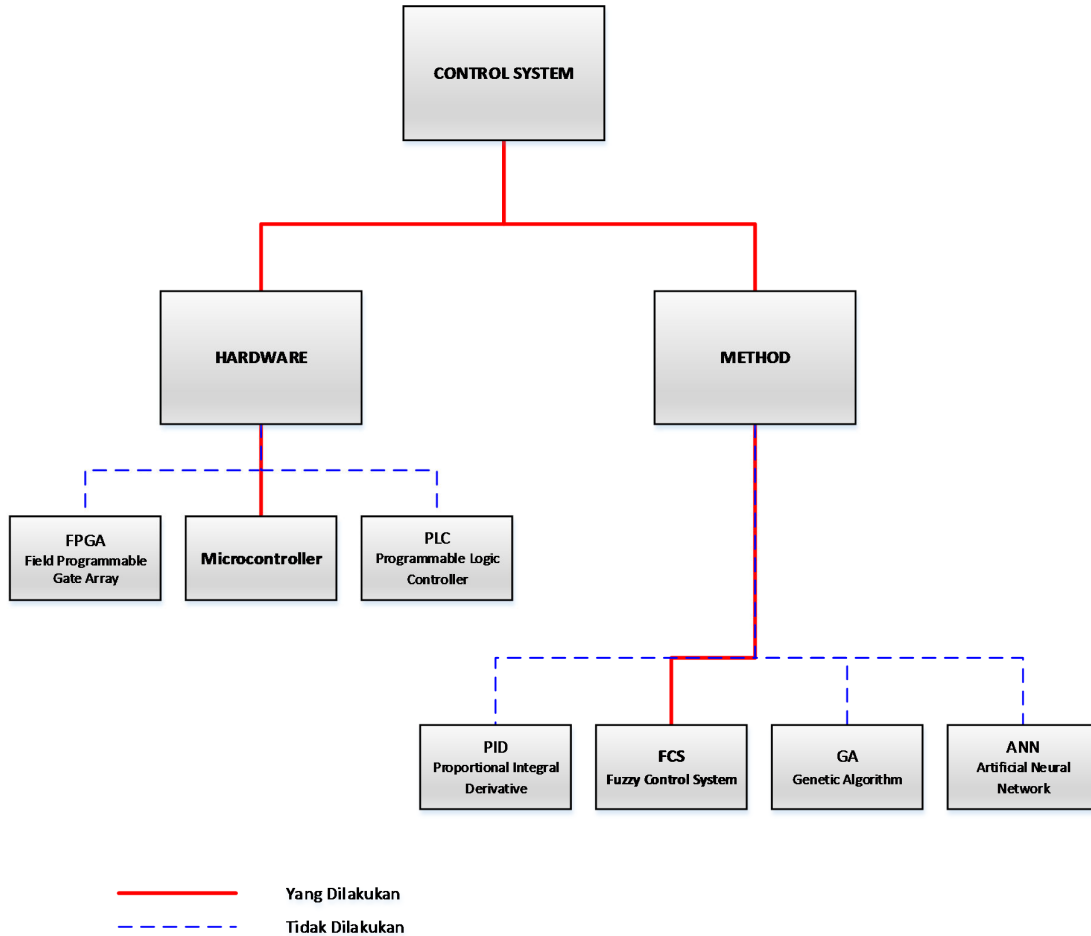 CONTROL SYSTEM
HARDWARE
METHOD
FPGA
Field Programmable
Gate Array
Microcontroller
PLC
Programmable Logic
Controller
PID
Proportional Integral
Derivative
FCS
Fuzzy Control System
GA
Genetic Algorithm
ANN
Artificial Neural
Network
Yang Dilakukan
Tidak Dilakukan